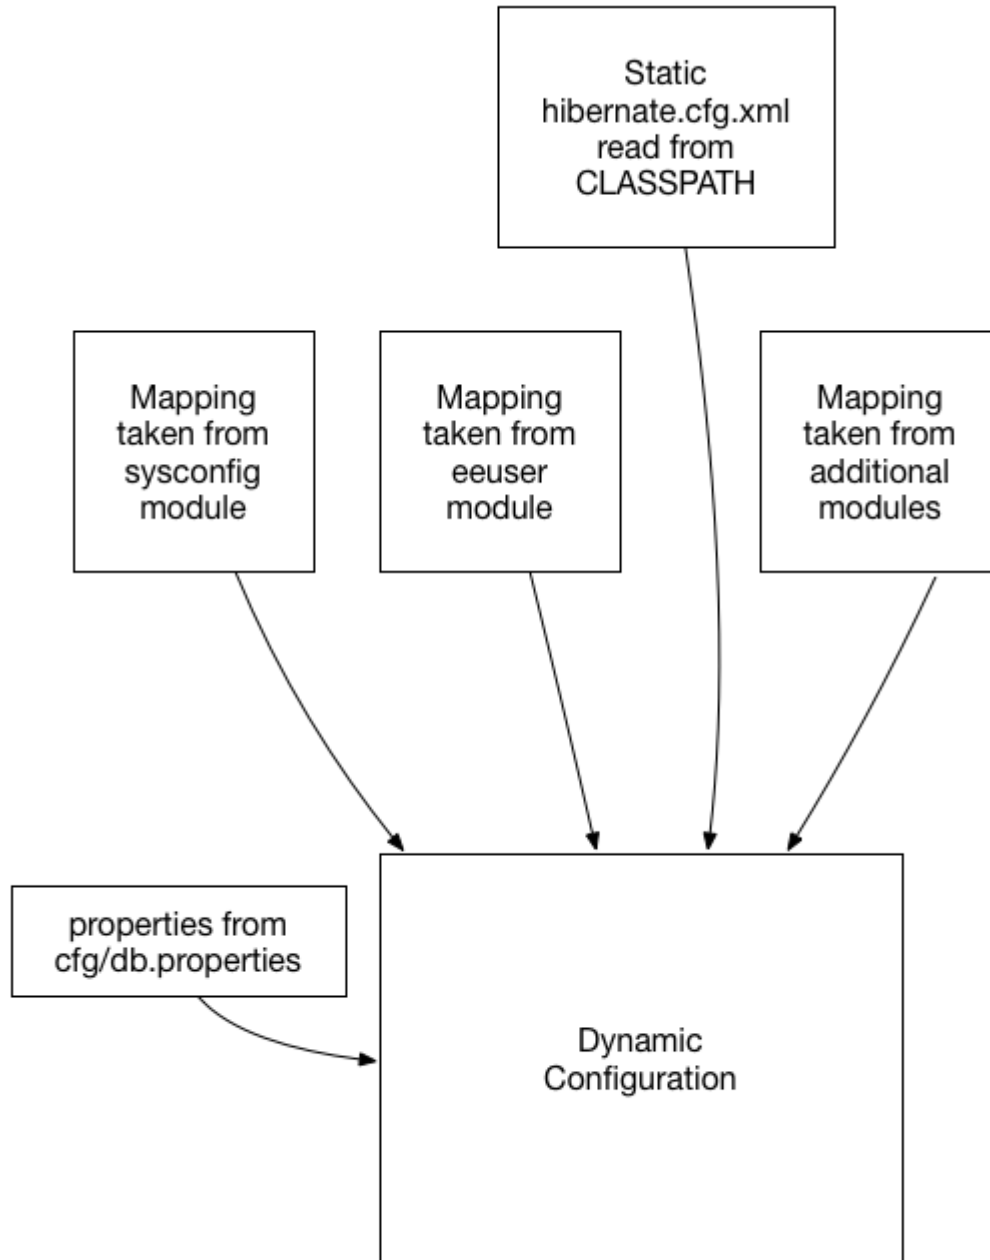 Static
hibernate.cfg.xml
read from
CLASSPATH
Mapping
taken from
sysconfig
module
Mapping
taken from
eeuser
module
Mapping
taken from
additional
modules
properties from
cfg/db.properties
Dynamic
Configuration